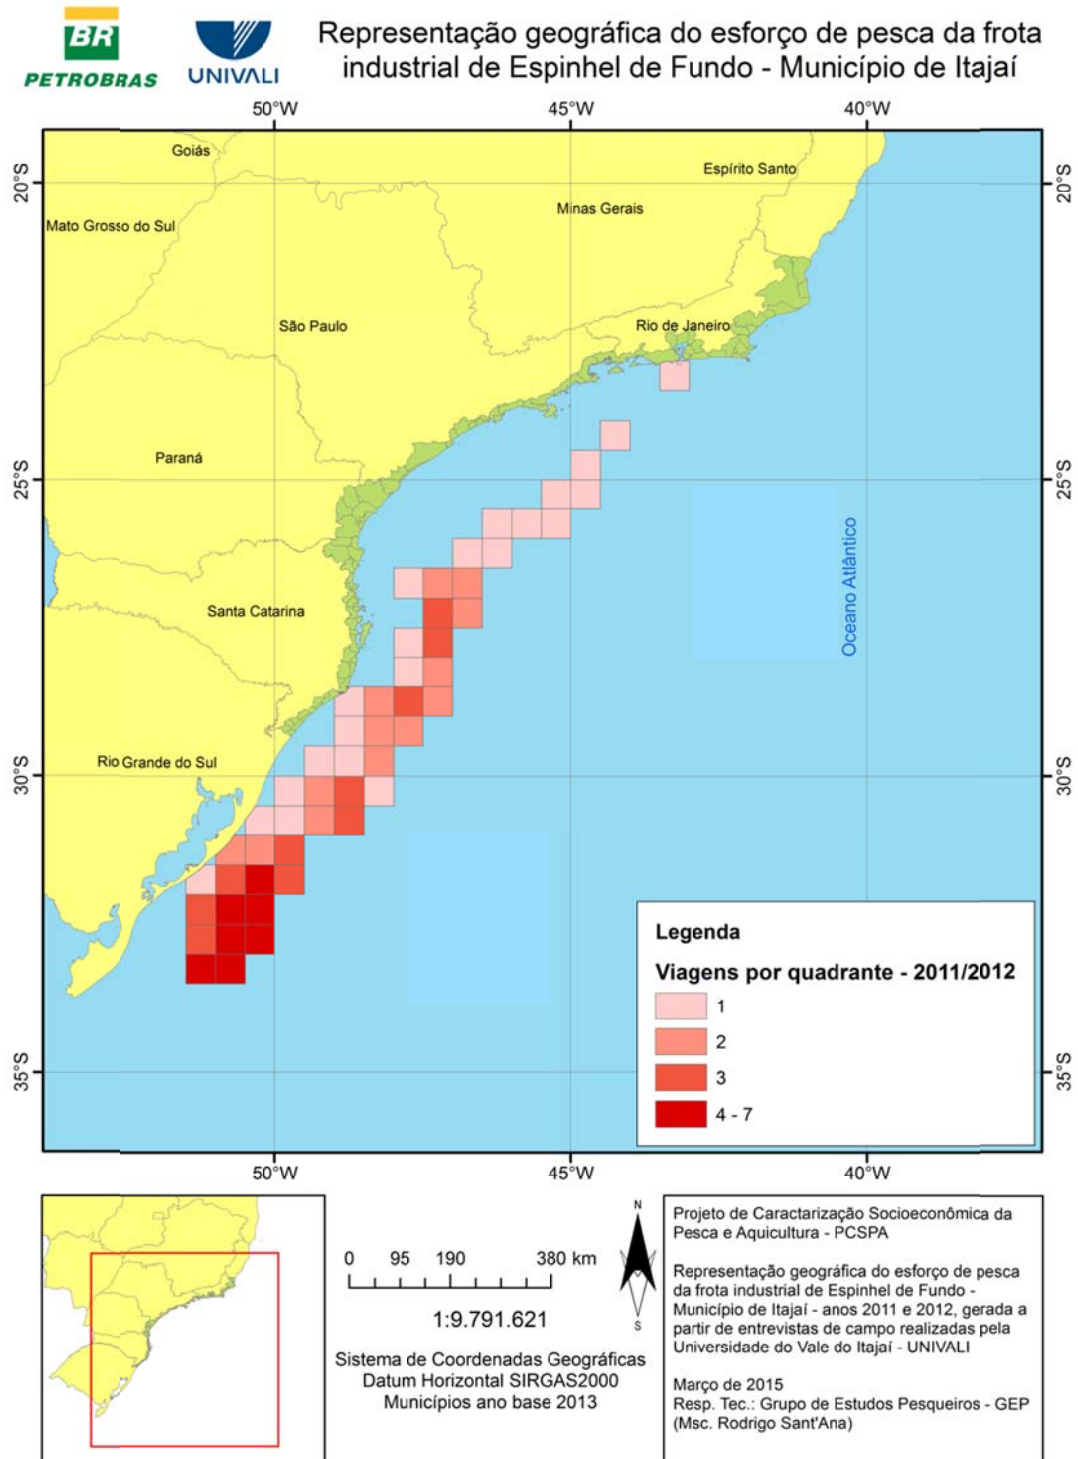 BR
PETROBRAS
UNIVALI
Representação geográfica do esforço de pesca da frota
industrial de Espinhel de Fundo - Município de Itajaí
50°W 45°W 40°W
20°S
25°S
30°S
35°S
Goiás
Espírito Santo
Mato Grosso do Sul
Minas Gerais
São Paulo
Rio de Janeiro
Paraná
Santa Catarina
Rio Grande do Sul
Oceano Atlântico
20°S
25°S
30°S
35°S
Legenda
Viagens por quadrante - 2011/2012
1
2
3
4 - 7
50°W 45°W 40°W
0 95 190 380 km
1:9.791.621
Sistema de Coordenadas Geográficas
Datum Horizontal SIRGAS2000
Municípios ano base 2013
N
S
Projeto de Caractarização Socioeconômica da
Pesca e Aquicultura - PCSPA
Representação geográfica do esforço de pesca
da frota industrial de Espinhel de Fundo -
Município de Itajaí - anos 2011 e 2012, gerada a
partir de entrevistas de campo realizadas pela
Universidade do Vale do Itajaí - UNIVALI
Março de 2015
Resp. Tec.: Grupo de Estudos Pesqueiros - GEP
(Msc. Rodrigo Sant'Ana)